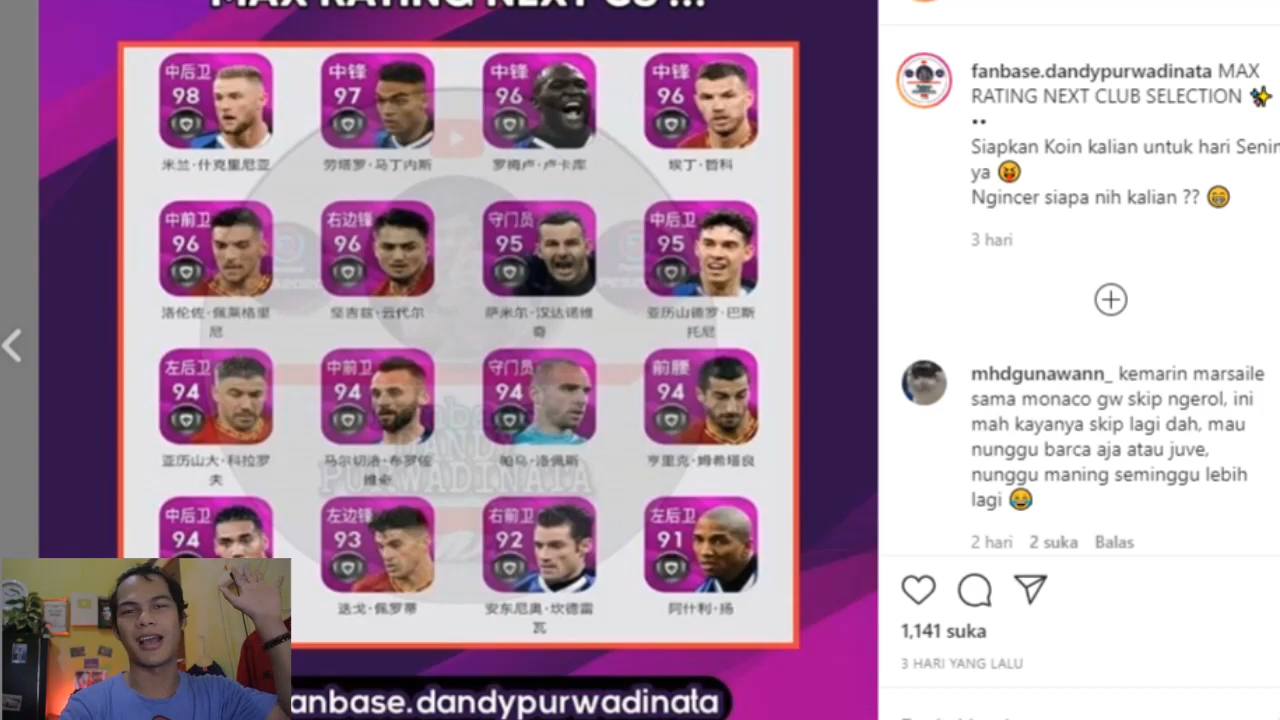 MAX RATING NEXT CS !!!
中后卫
98
米兰·什克里尼亚
中锋
97
劳塔罗·马丁内斯
中锋
96
罗梅卢·卢卡库
中锋
96
埃丁·哲科
中前卫
96
洛伦佐·佩莱格里
尼
右边锋
96
坚吉兹·云代尔
守门员
95
萨米尔·汉达诺维
奇
中后卫
95
亚历山德罗·巴斯
托尼
左后卫
94
亚历山大·科拉罗
夫
中前卫
94
马尔切洛·布罗佐
维奇
守门员
94
帕乌·洛佩斯
前腰
94
亨里克·姆希塔良
中后卫
94
左边锋
93
迭戈·佩罗蒂
右前卫
92
安东尼奥·坎德雷
瓦
左后卫
91
阿什利·扬
DANDY
PURWADINATA
anbase.dandypurwadinata
fanbase.dandypurwadinata MAX
RATING NEXT CLUB SELECTION ✨
••
Siapkan Koin kalian untuk hari Senin
ya 😝
Ngincer siapa nih kalian ?? 😁
3 hari
mhdgunawann_ kemarin marsaile
sama monaco gw skip ngerol, ini
mah kayanya skip lagi dah, mau
nunggu barca aja atau juve,
nunggu maning seminggu lebih
lagi 😂
2 hari 2 suka Balas
1,141 suka
3 HARI YANG LALU